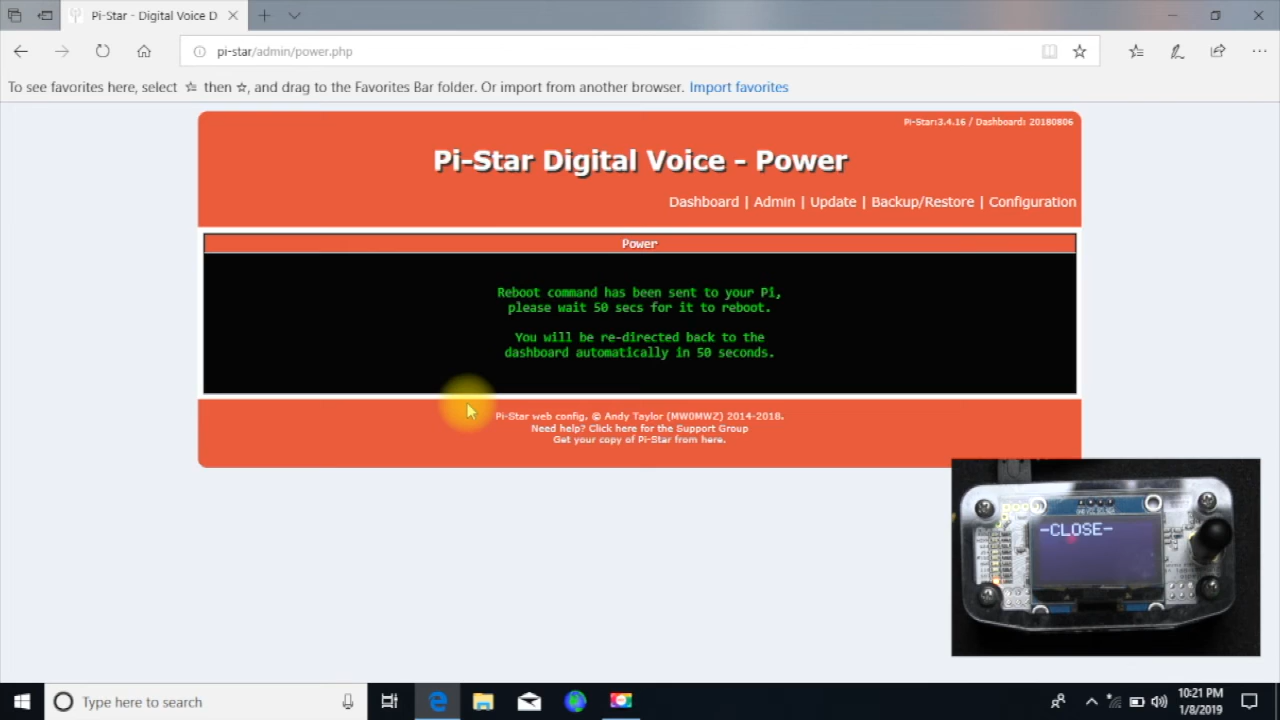 Pi-Star - Digital Voice D
pi-star/admin/power.php
To see favorites here, select then , and drag to the Favorites Bar folder. Or import from another browser. Import favorites
Pi-Star:3.4.16 / Dashboard: 20180806
Pi-Star Digital Voice - Power
Dashboard | Admin | Update | Backup/Restore | Configuration
Power
Reboot command has been sent to your Pi,
please wait 50 secs for it to reboot.
You will be re-directed back to the
dashboard automatically in 50 seconds.
Pi-Star web config, © Andy Taylor (MW0MWZ) 2014-2018.
Need help? Click here for the Support Group
Get your copy of Pi-Star from here.
-CLOSE-
Type here to search
10:21 PM
1/8/2019